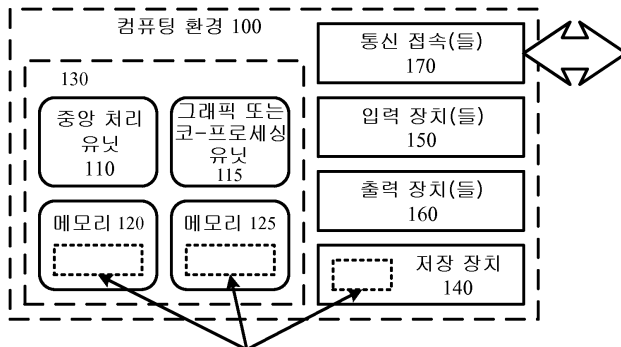 컴퓨팅 환경 100
130
중앙 처리
유닛
110
그래픽 또는
코-프로세싱
유닛
115
메모리 120
메모리 125
통신 접속(들)
170
입력 장치(들)
150
출력 장치(들)
160
저장 장치
140